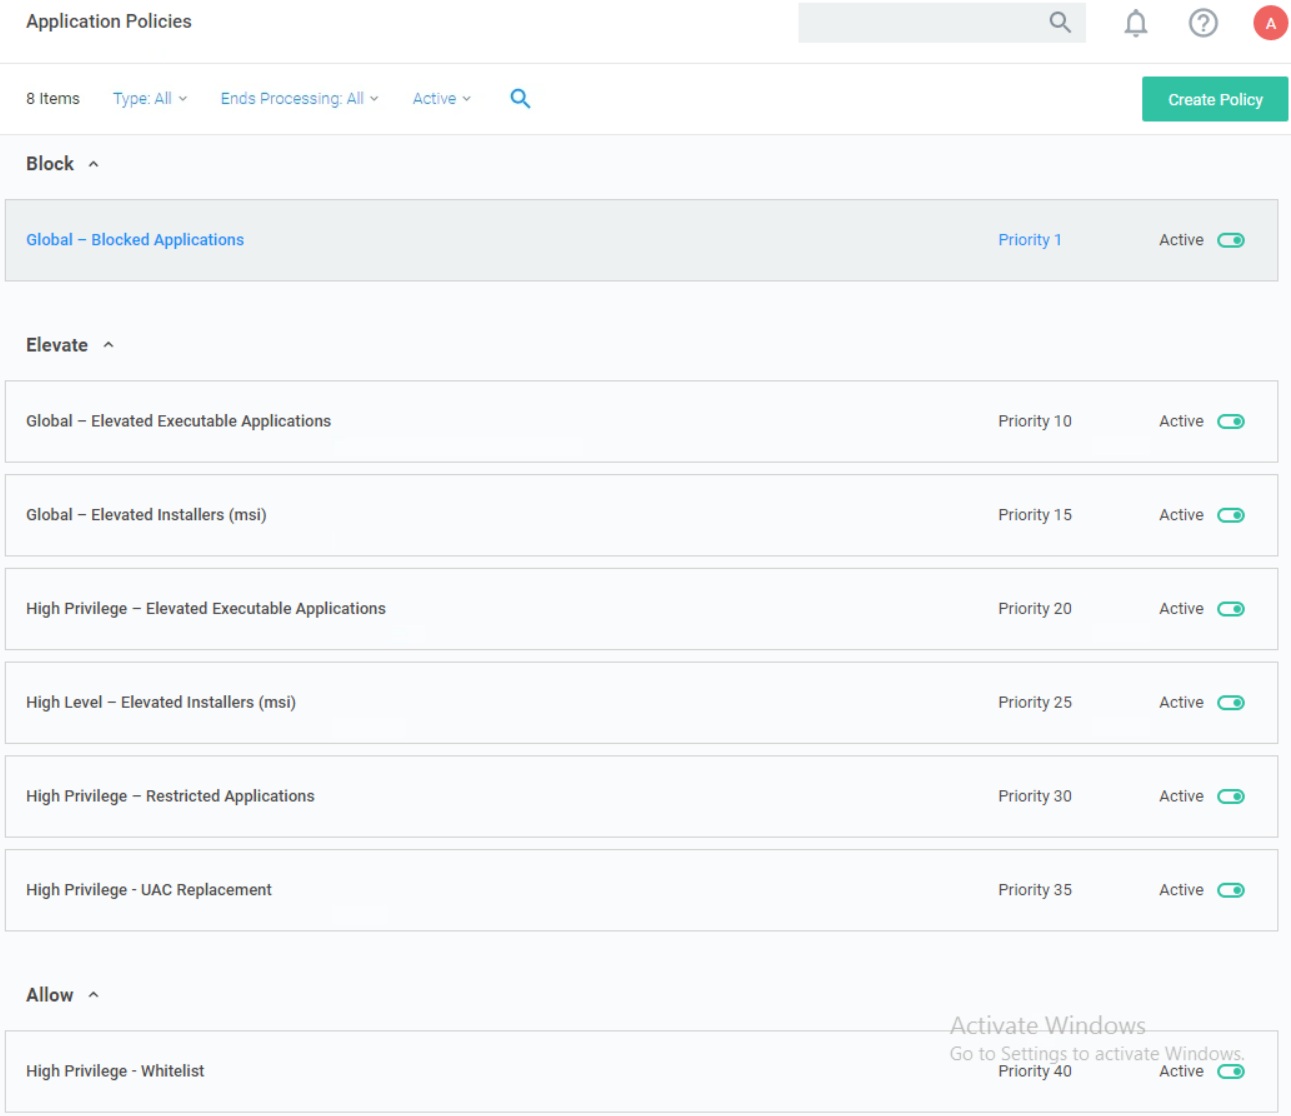 Application Policies
A
8 Items Type: All Ends Processing: All Active
Create Policy
Block
Global – Blocked Applications Priority 1 Active
Elevate
Global – Elevated Executable Applications Priority 10 Active
Global – Elevated Installers (msi) Priority 15 Active
High Privilege – Elevated Executable Applications Priority 20 Active
High Level – Elevated Installers (msi) Priority 25 Active
High Privilege – Restricted Applications Priority 30 Active
High Privilege - UAC Replacement Priority 35 Active
Allow
Activate Windows
Go to Settings to activate Windows.
High Privilege - Whitelist Priority 40 Active